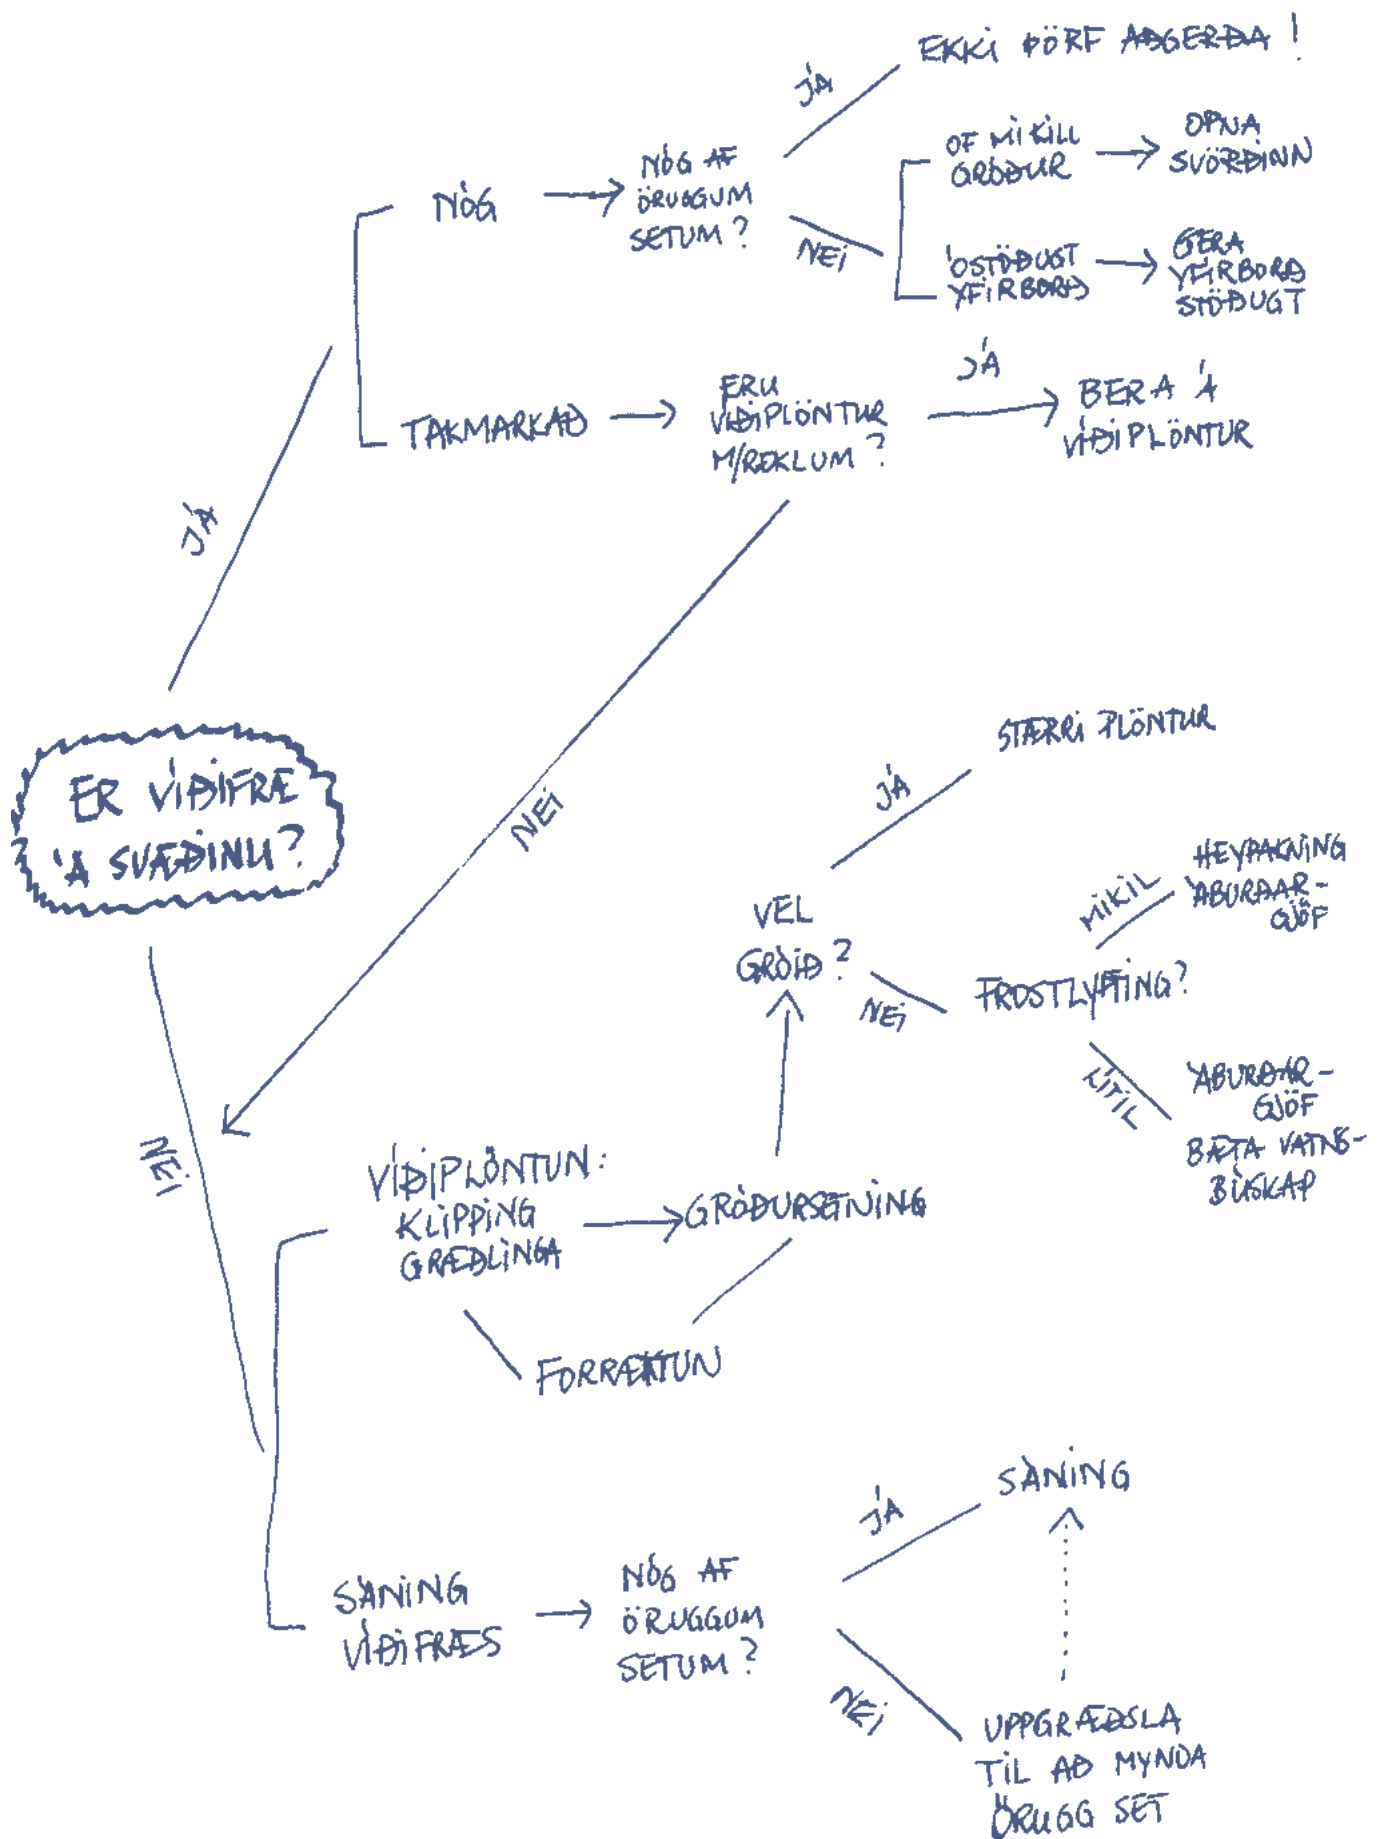 EKKI ÞÖRF AÐGERÐA!
JÁ
NÓG
NÓG AF
ÖRUGGUM
SETUM?
NEI
OF MIKILL
GRÓÐUR
OPNA
SVÖRÐINN
ÓSTÖÐUGT
YFIRBORÐ
GERA
YFIRBORÐ
STÖÐUGT
TAKMARKAÐ
ERU
VÍÐIPLÖNTUR
M/REKLUM?
JÁ
BERA Á
VÍÐIPLÖNTUR
JÁ
NEI
ER VÍÐIFRÆ
Á SVÆÐINU?
NEI
STÆRRI PLÖNTUR
JÁ
VEL
GRÓIÐ?
NEI
FROSTLYFTING?
MIKIL
HEYPAKNING
ÁBURÐAR-
GJÖF
LÍTIL
ÁBURÐAR-
GJÖF
BÆTA VATNS-
BÚSKAP
VÍÐIPLÖNTUN:
KLIPPING
GRÆÐLINGA
GRÓÐURSETNING
FORRÆKTUN
SÁNING
VÍÐIFRÆS
NÓG AF
ÖRUGGUM
SETUM?
JÁ
SÁNING
NEI
UPPGRÆÐSLA
TIL AÐ MYNDA
ÖRUGG SET